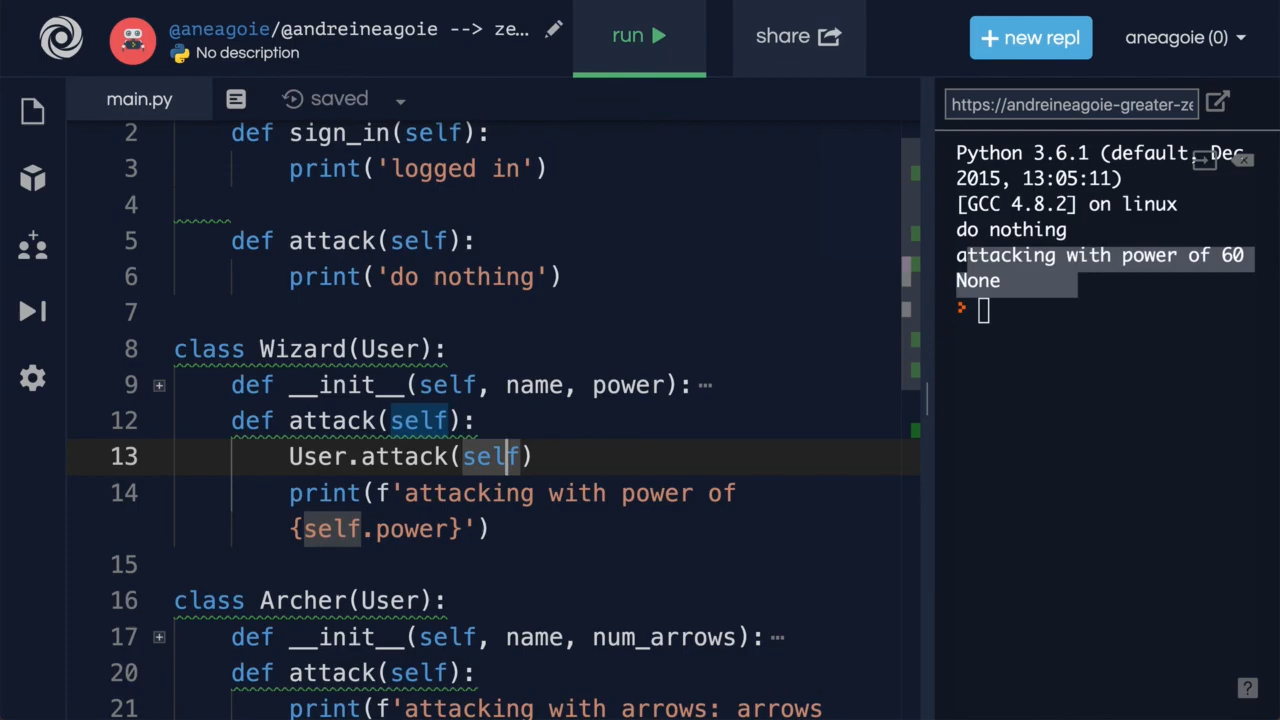 @aneagoie/@andreineagoie --> ze...
No description
run
share
+ new repl
aneagoie (0)
main.py
saved
https://andreineagoie-greater-ze
2 def sign_in(self):
3 print('logged in')
4
5 def attack(self):
6 print('do nothing')
7
8 class Wizard(User):
9 def __init__(self, name, power):
12 def attack(self):
13 User.attack(self)
14 print(f'attacking with power of
{self.power}')
15
16 class Archer(User):
17 def __init__(self, name, num_arrows):
20 def attack(self):
21 print(f'attacking with arrows: arrows
Python 3.6.1 (default, Dec
2015, 13:05:11)
[GCC 4.8.2] on linux
do nothing
attacking with power of 60
None
?